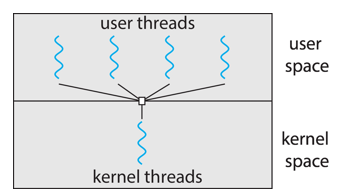 user threads
user
space
kernel
space
kernel threads